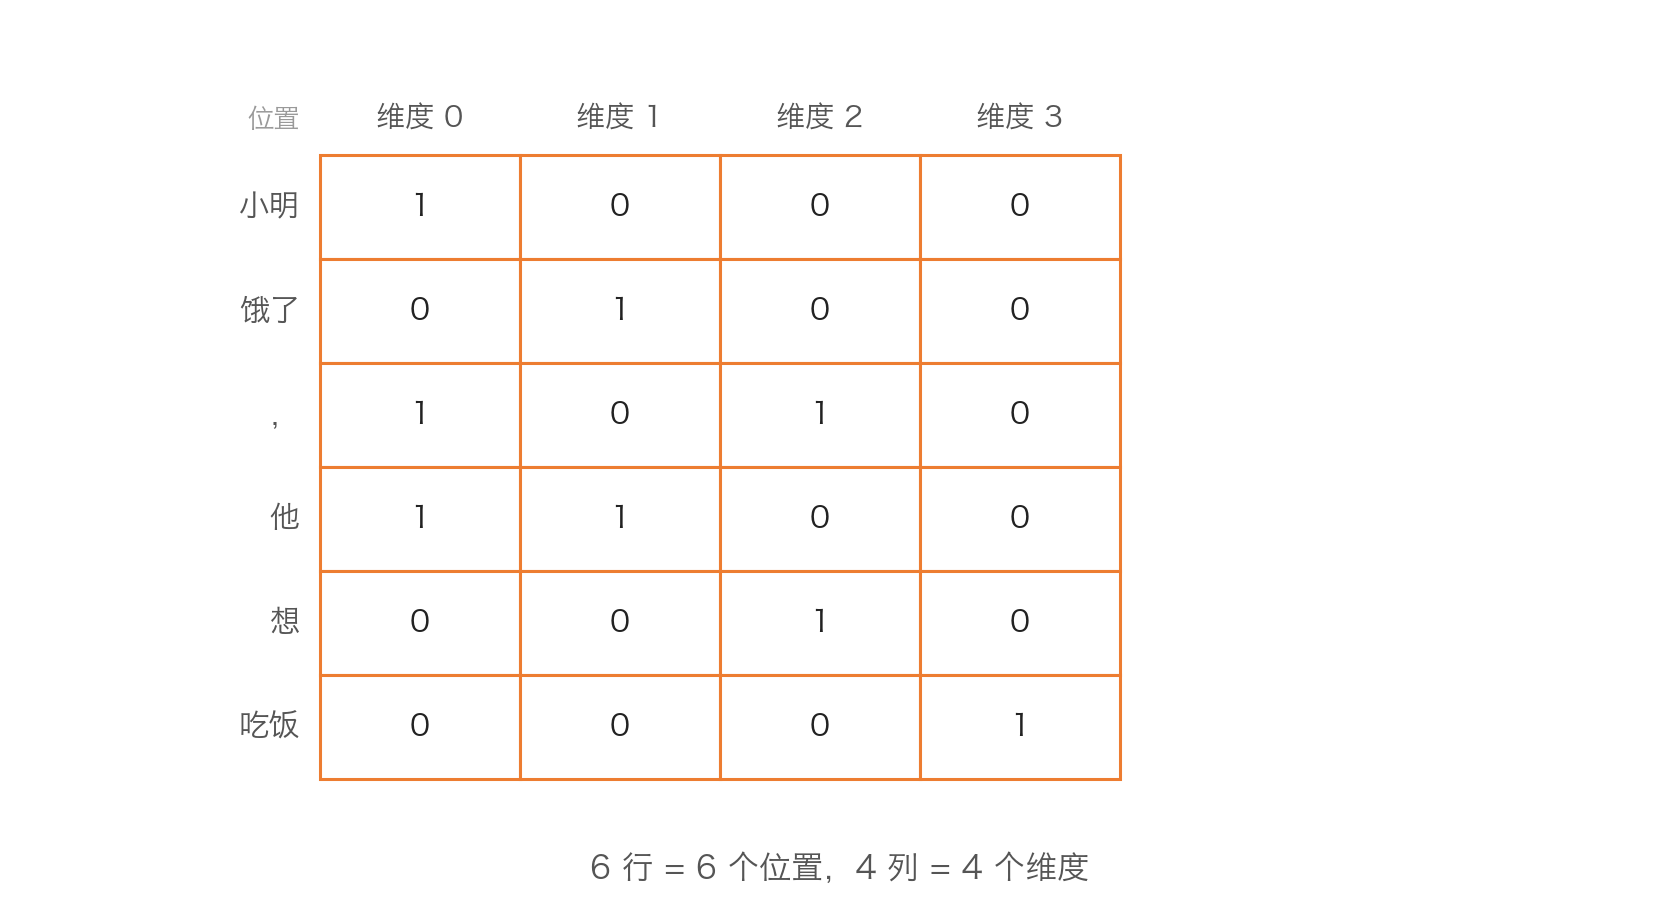 位置 维度 0 维度 1 维度 2 维度 3
小明 1 0 0 0
饿了 0 1 0 0
， 1 0 1 0
他 1 1 0 0
想 0 0 1 0
吃饭 0 0 0 1
6 行 = 6 个位置，4 列 = 4 个维度